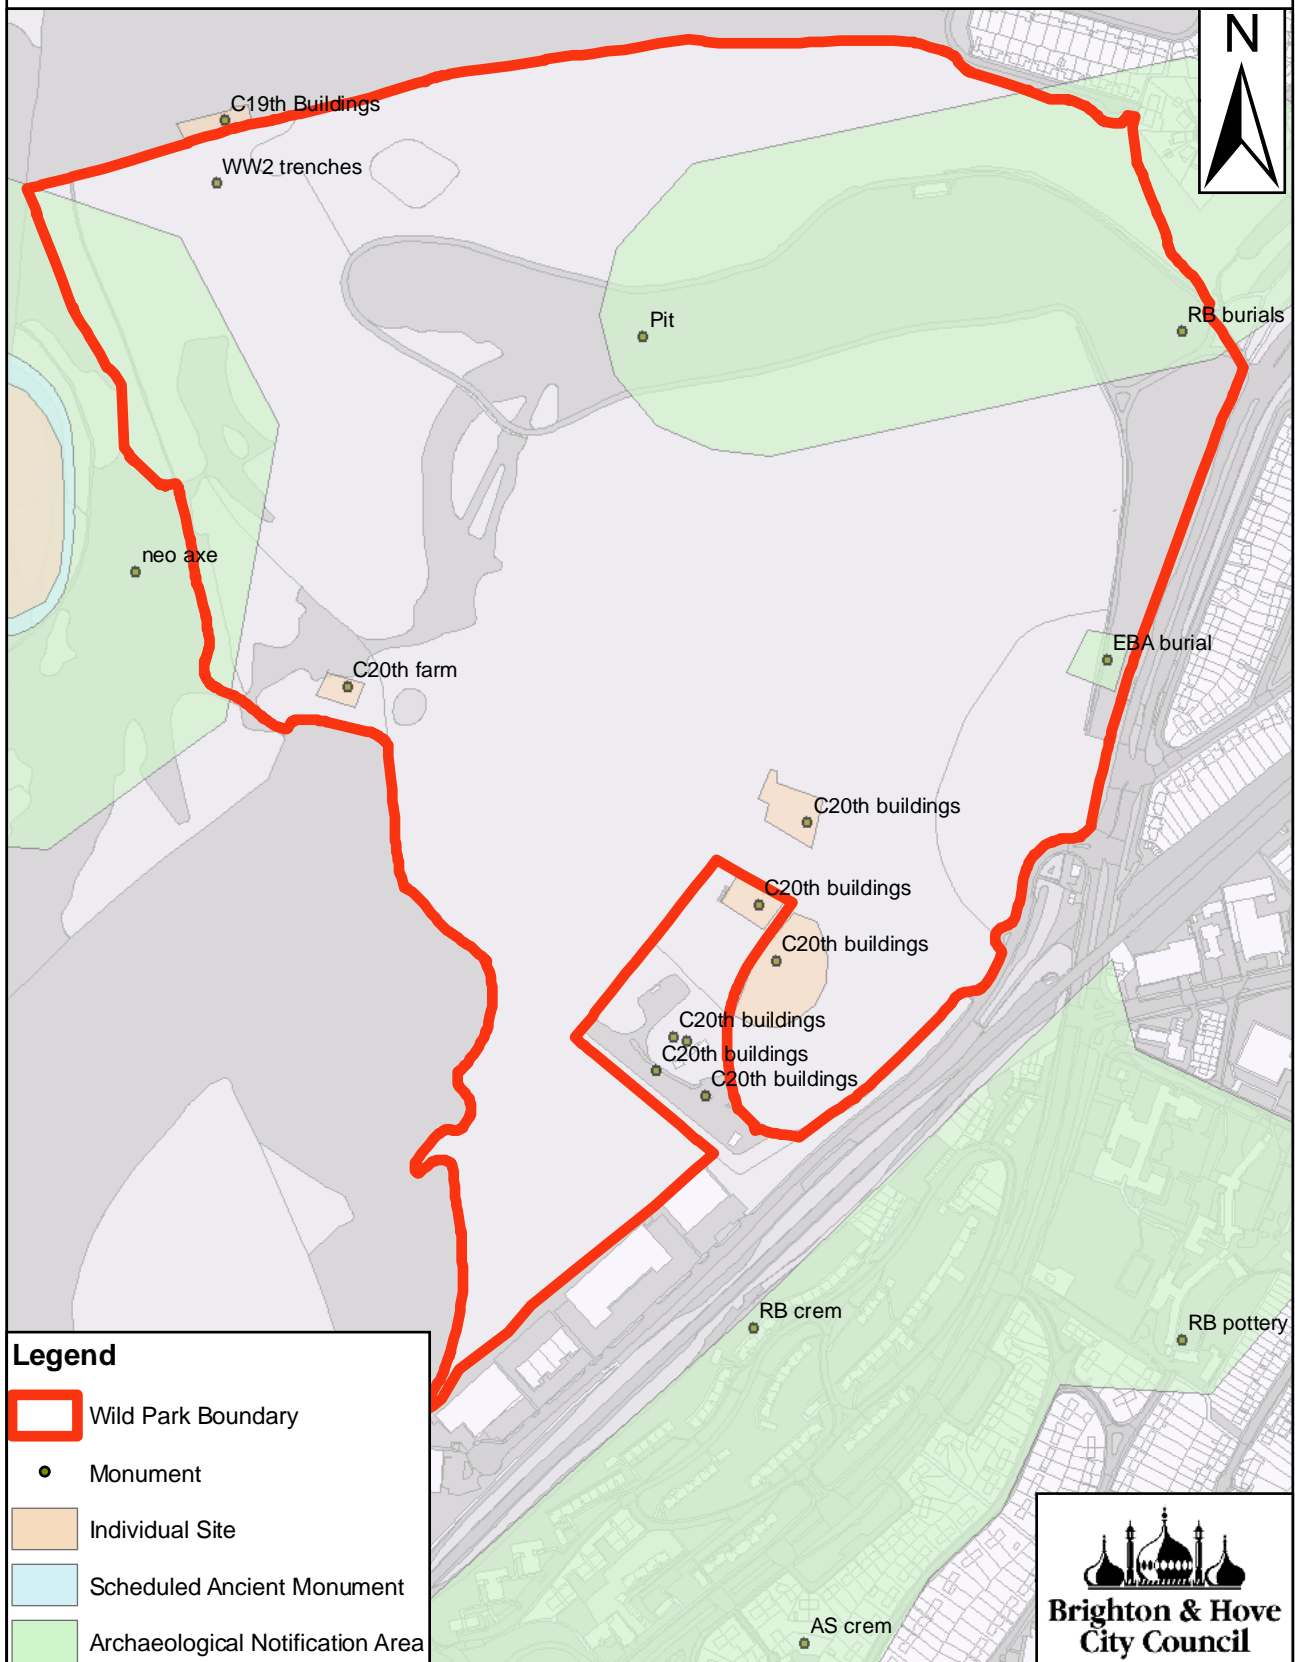 N
C19th Buildings
WW2 trenches
Pit
RB burials
neo axe
EBA burial
C20th farm
C20th buildings
C20th buildings
C20th buildings
C20th buildings
C20th buildings
C20th buildings
RB crem
RB pottery
AS crem
Legend
Wild Park Boundary
Monument
Individual Site
Scheduled Ancient Monument
Archaeological Notification Area
Brighton & Hove
City Council